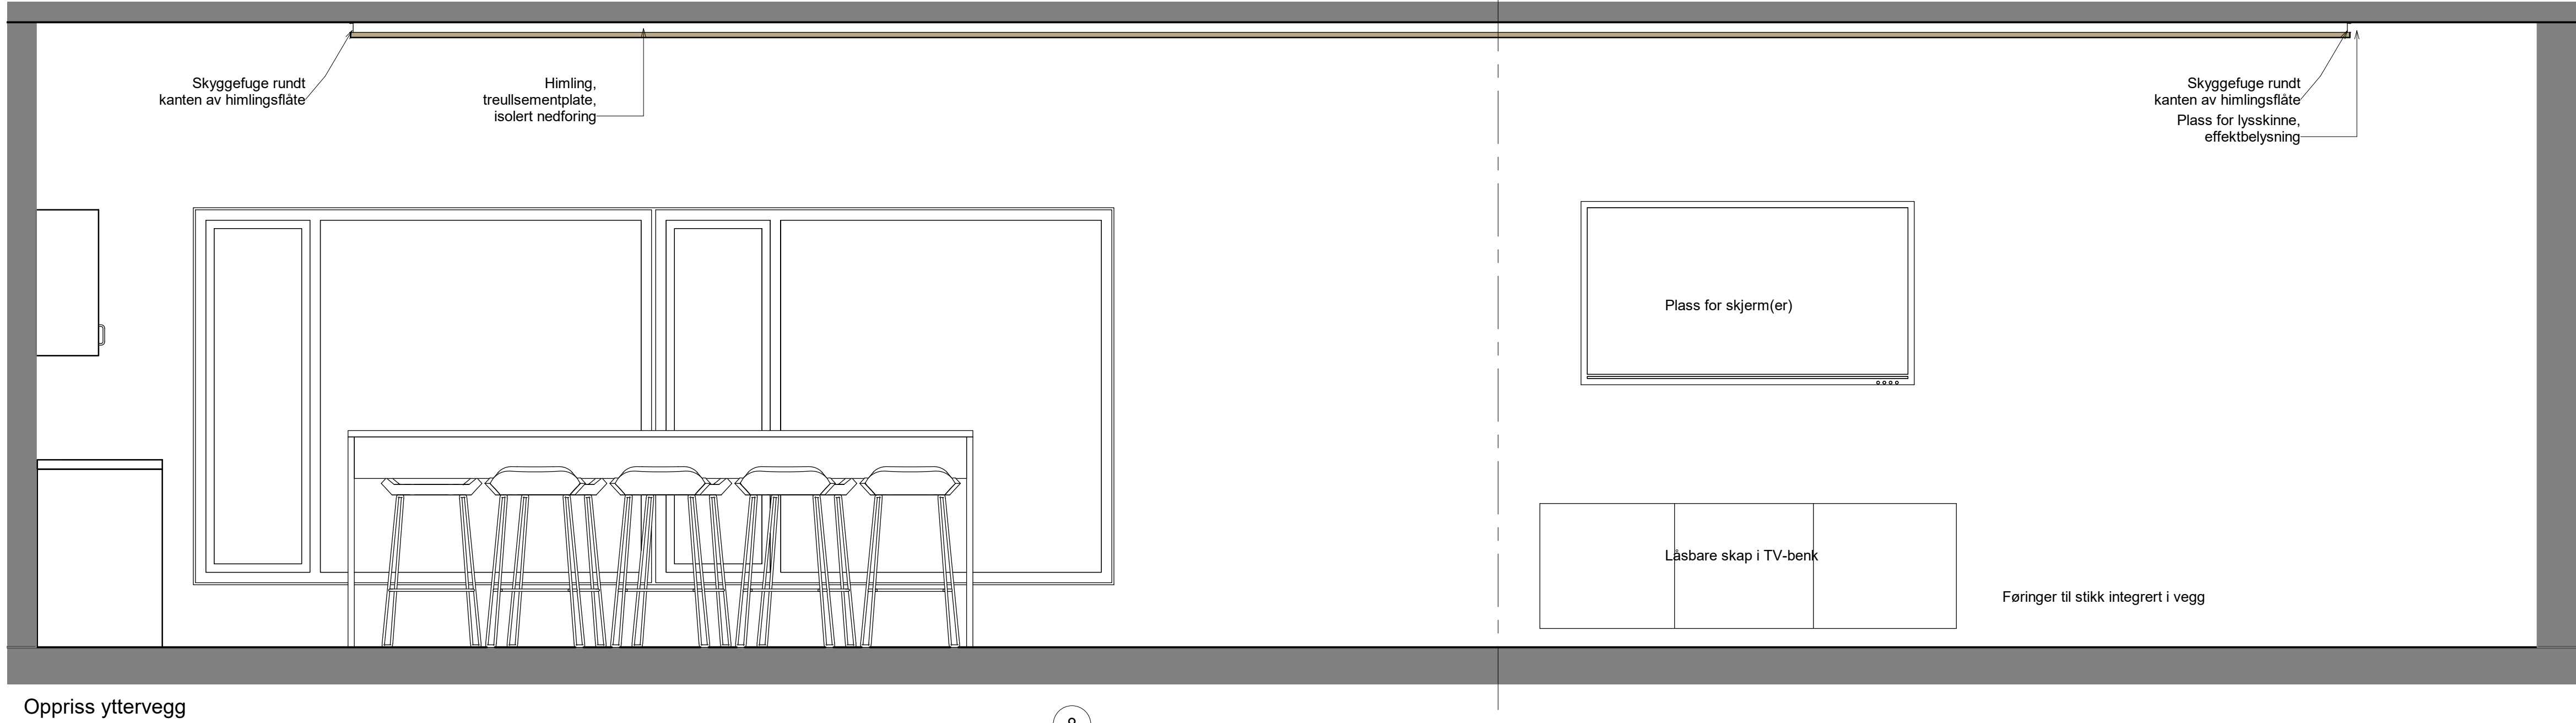 Skyggefuge rundt
kanten av himlingsflåte
Himling,
treullsementplate,
isolert nedforing
Skyggefuge rundt
kanten av himlingsflåte
Plass for lysskinne,
effektbelysning
Plass for skjerm(er)
Låsbare skap i TV-benk
Føringer til stikk integrert i vegg
Oppriss yttervegg